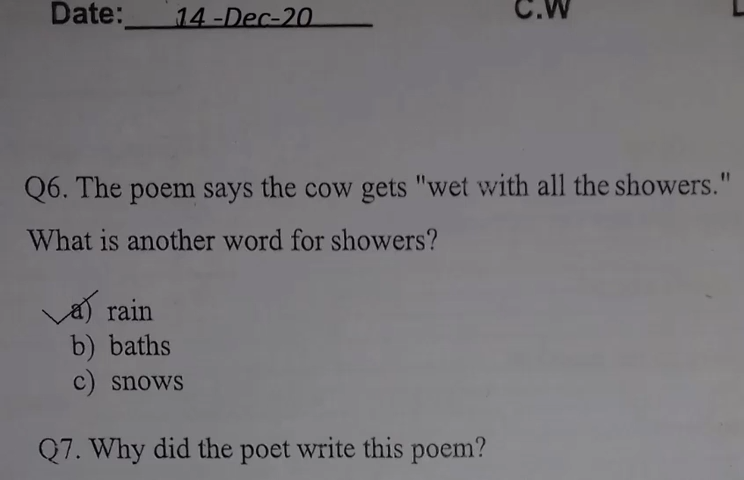 Date: 14-Dec-20 C.W
Q6. The poem says the cow gets "wet with all the showers."
What is another word for showers?
a) rain
b) baths
c) snows
Q7. Why did the poet write this poem?